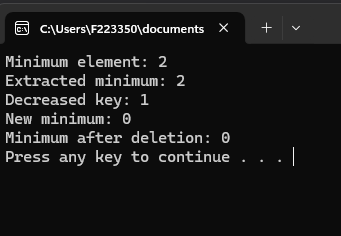 C:\Users\F223350\documents
Minimum element: 2
Extracted minimum: 2
Decreased key: 1
New minimum: 0
Minimum after deletion: 0
Press any key to continue . . .